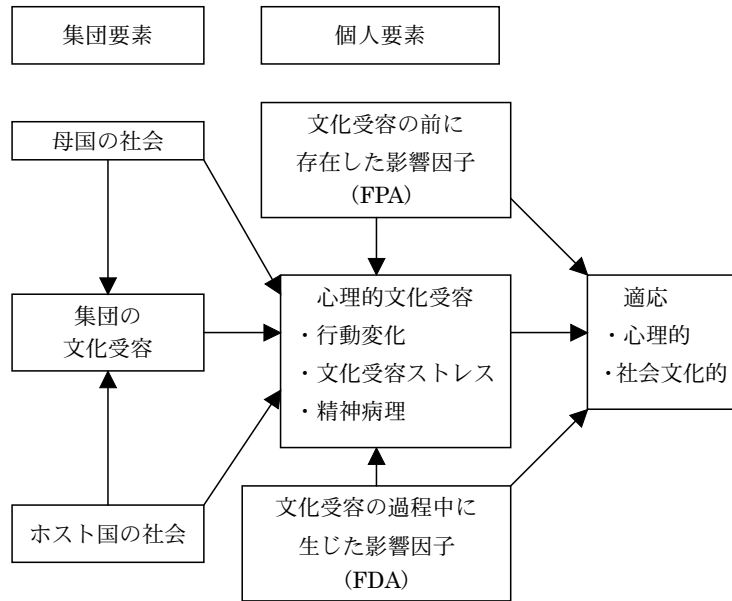 集団要素
個人要素
母国の社会
文化受容の前に
存在した影響因子
（FPA）
集団の
文化受容
心理的文化受容
・行動変化
・文化受容ストレス
・精神病理
適応
・心理的
・社会文化的
ホスト国の社会
文化受容の過程中に
生じた影響因子
（FDA）